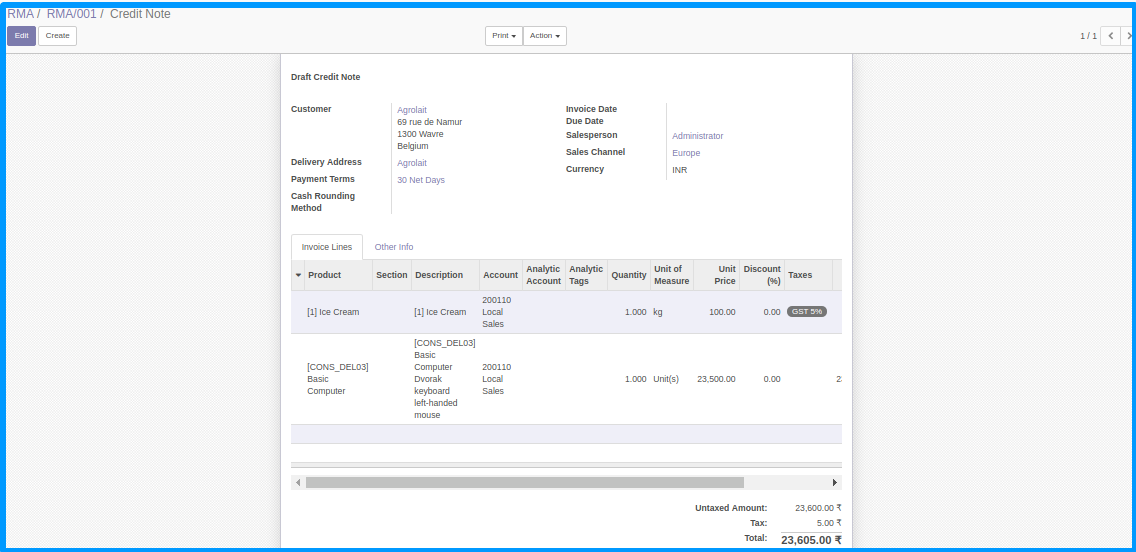 RMA / RMA/001 / Credit Note
Edit Create Print Action 1 / 1
Draft Credit Note
Customer Agrolait Invoice Date
69 rue de Namur Due Date
1300 Wavre Salesperson Administrator
Belgium Sales Channel Europe
Delivery Address Agrolait Currency INR
Payment Terms 30 Net Days
Cash Rounding
Method
Invoice Lines Other Info
Product Section Description Account Analytic Account Analytic Tags Quantity Unit of Measure Unit Price Discount (%) Taxes
[1] Ice Cream [1] Ice Cream 200110 Local Sales 1.000 kg 100.00 0.00 GST 5%
[CONS_DEL03] Basic Computer [CONS_DEL03] Basic Computer Dvorak keyboard left-handed mouse 200110 Local Sales 1.000 Unit(s) 23,500.00 0.00
Untaxed Amount: 23,600.00 ₹
Tax: 5.00 ₹
Total: 23,605.00 ₹